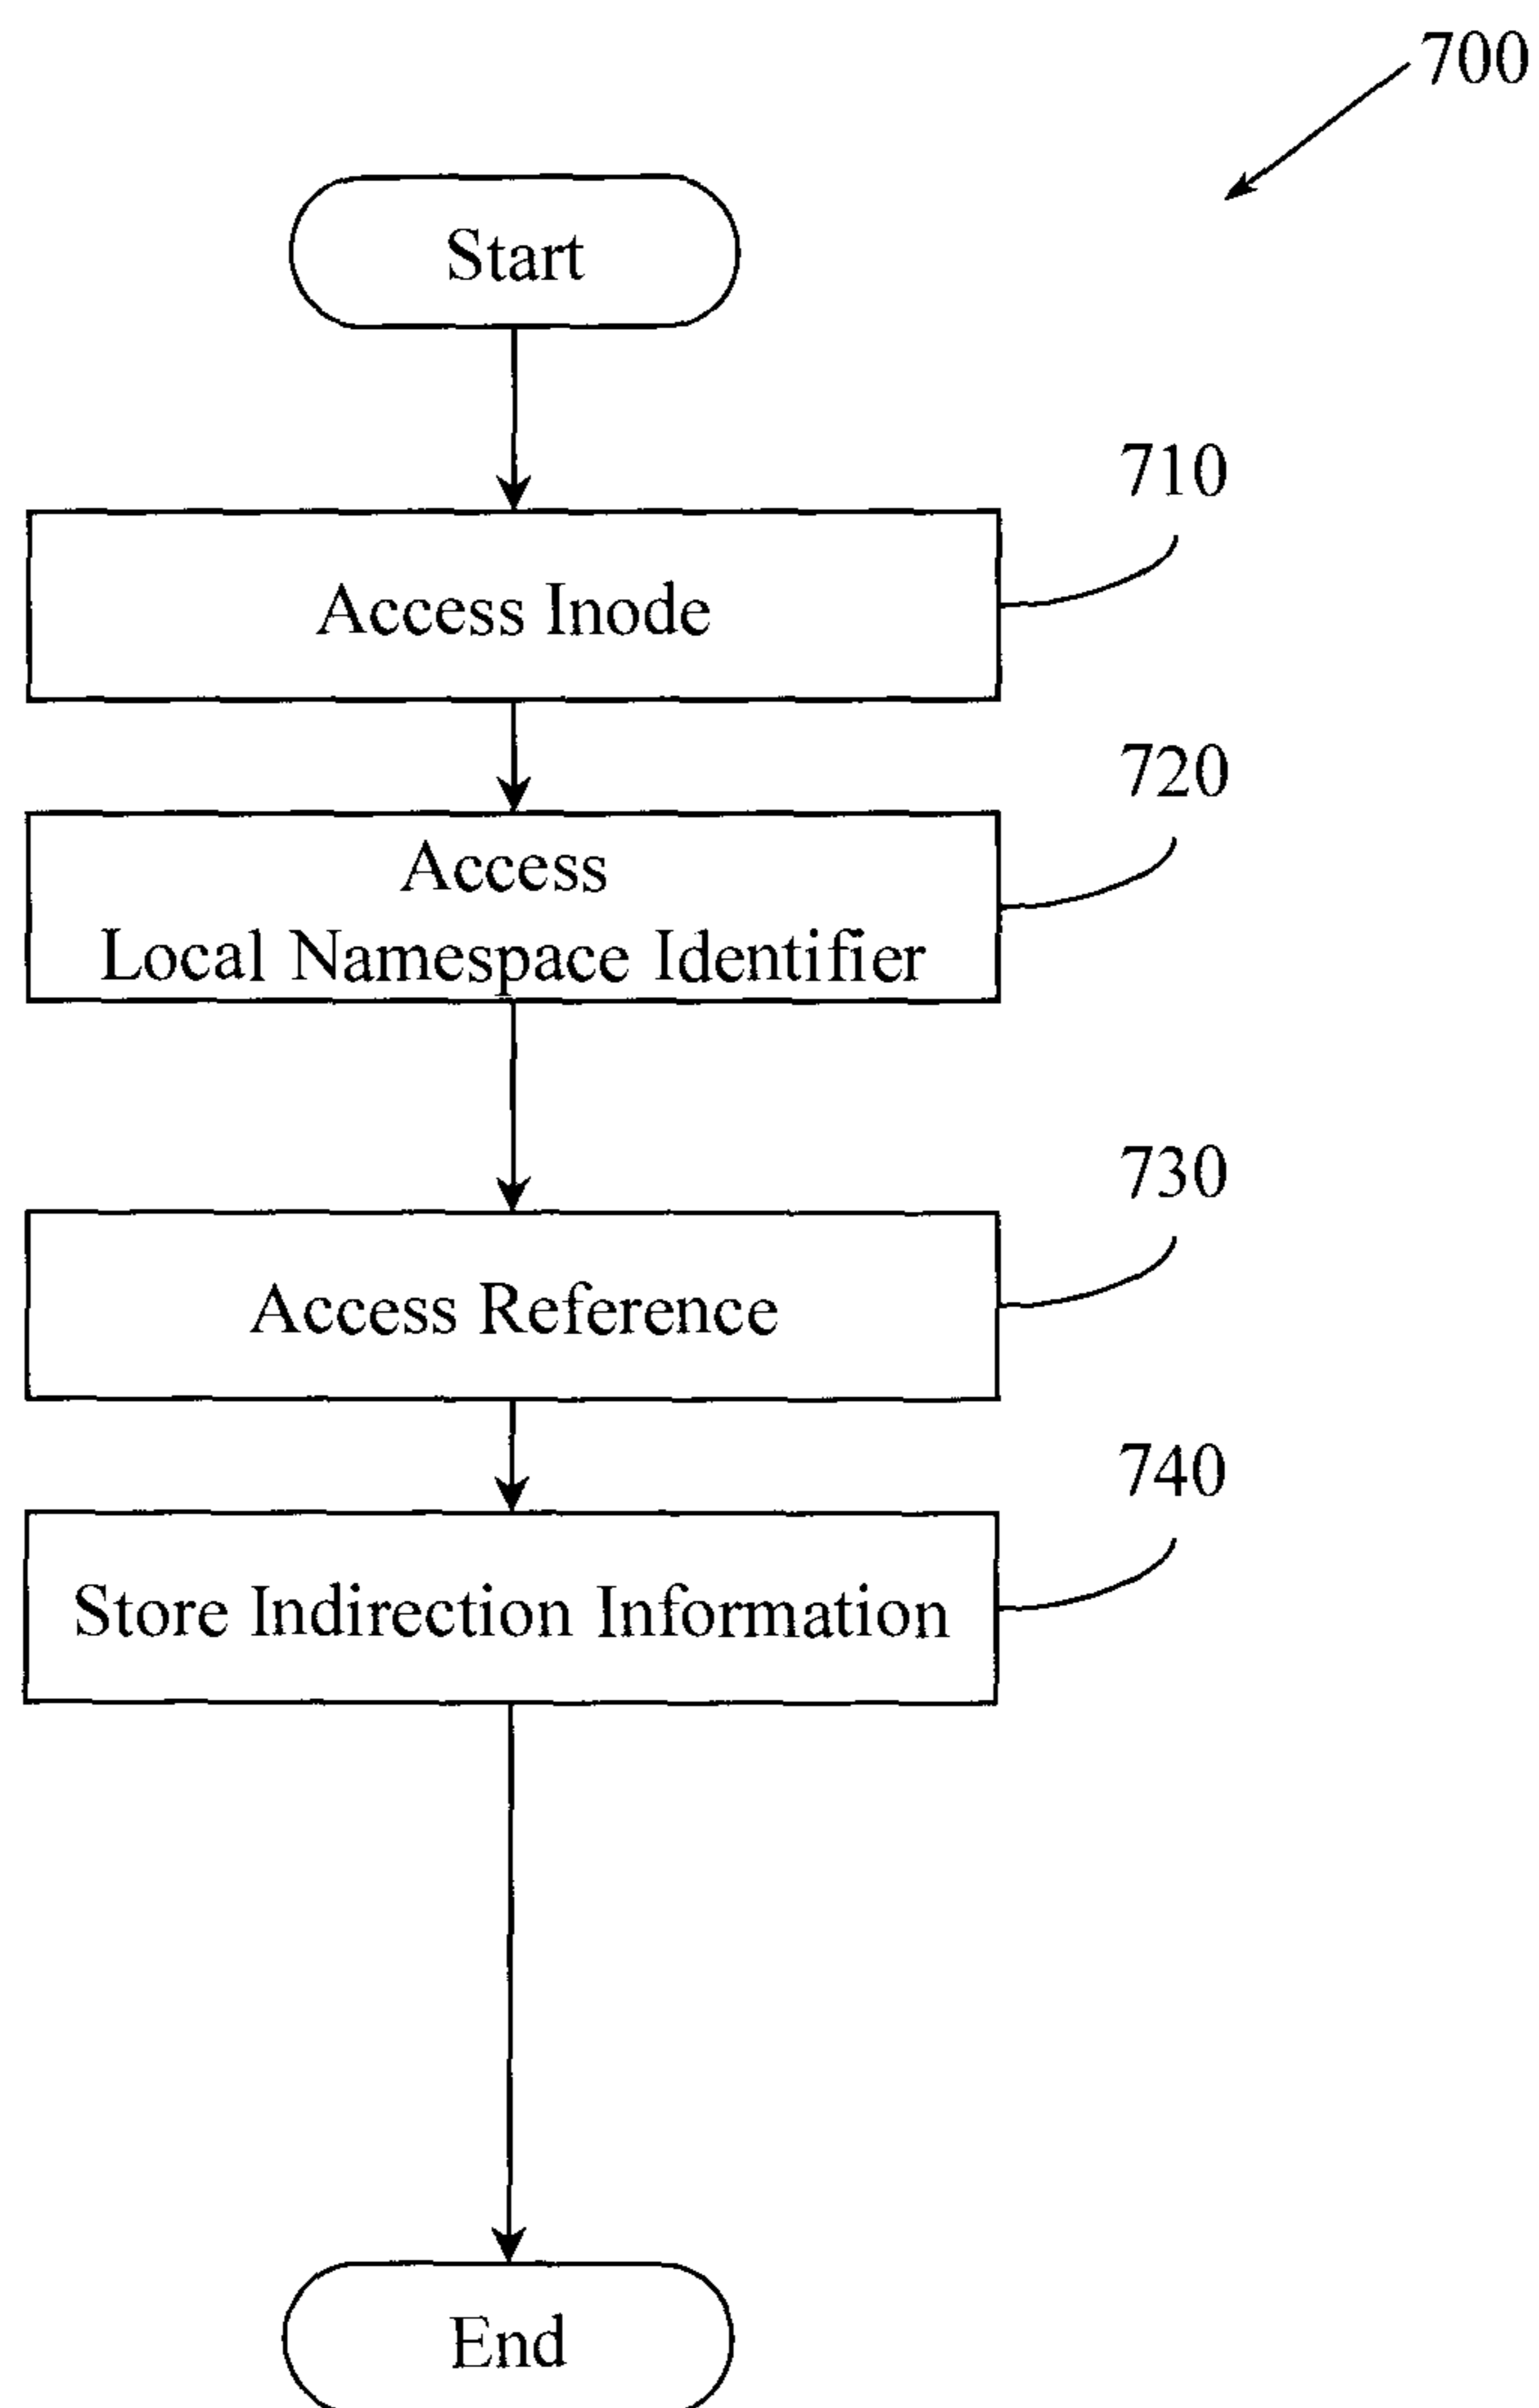 700
Start
710
Access Inode
720
Access
Local Namespace Identifier
730
Access Reference
740
Store Indirection Information
End